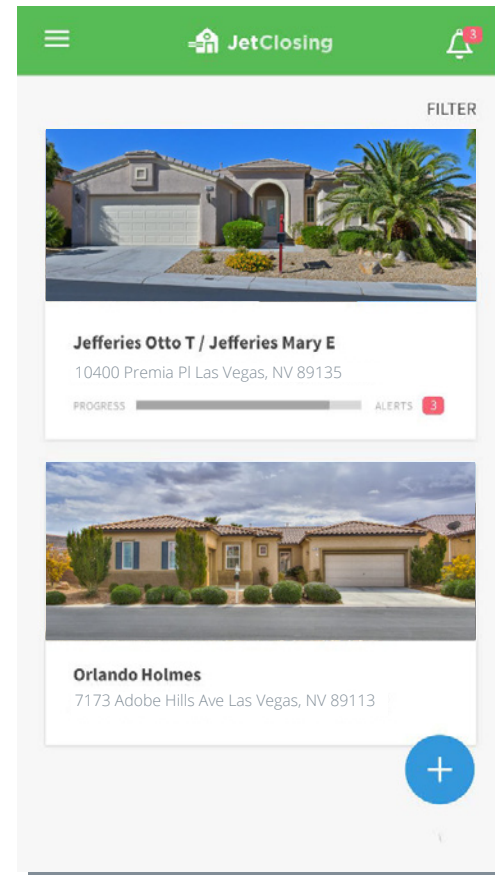 JetClosing
3
FILTER
Jefferies Otto T / Jefferies Mary E
10400 Premia Pl Las Vegas, NV 89135
PROGRESS ALERTS 3
Orlando Holmes
7173 Adobe Hills Ave Las Vegas, NV 89113
+